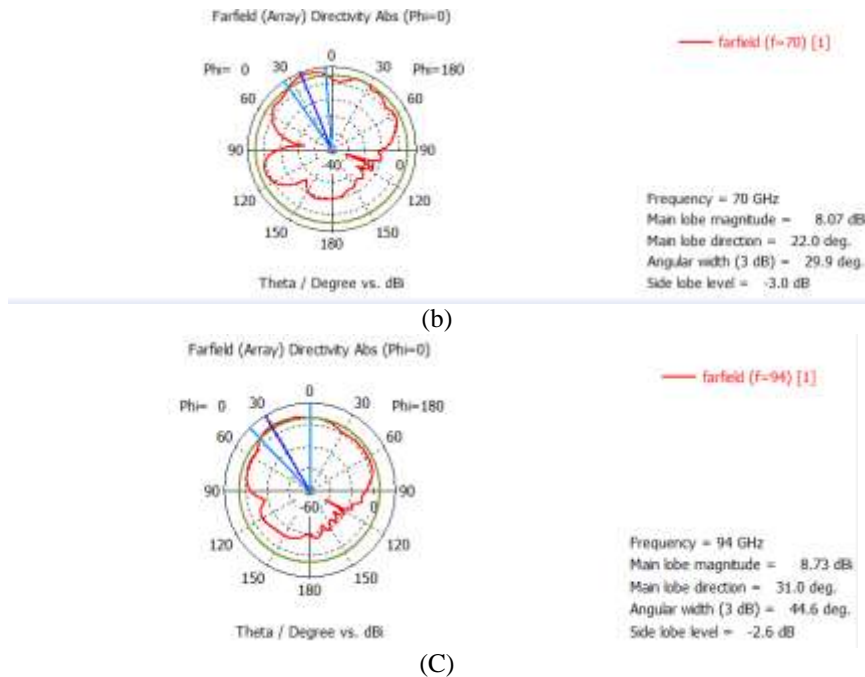 Farfield (Array) Directivity Abs (Phi=0)
farfield (f=70) [1]
0
Phi= 0 30 30 Phi=180
60 60
90 -40 0 90
120 120
150 150
180
Theta / Degree vs. dBi
Frequency = 70 GHz
Main lobe magnitude = 8.07 dBi
Main lobe direction = 22.0 deg.
Angular width (3 dB) = 29.9 deg.
Side lobe level = -3.0 dB
(b)
Farfield (Array) Directivity Abs (Phi=0)
farfield (f=94) [1]
0
Phi= 0 30 30 Phi=180
60 60
90 -60 0 90
120 120
150 150
180
Theta / Degree vs. dBi
Frequency = 94 GHz
Main lobe magnitude = 8.73 dBi
Main lobe direction = 31.0 deg.
Angular width (3 dB) = 44.6 deg.
Side lobe level = -2.6 dB
(C)